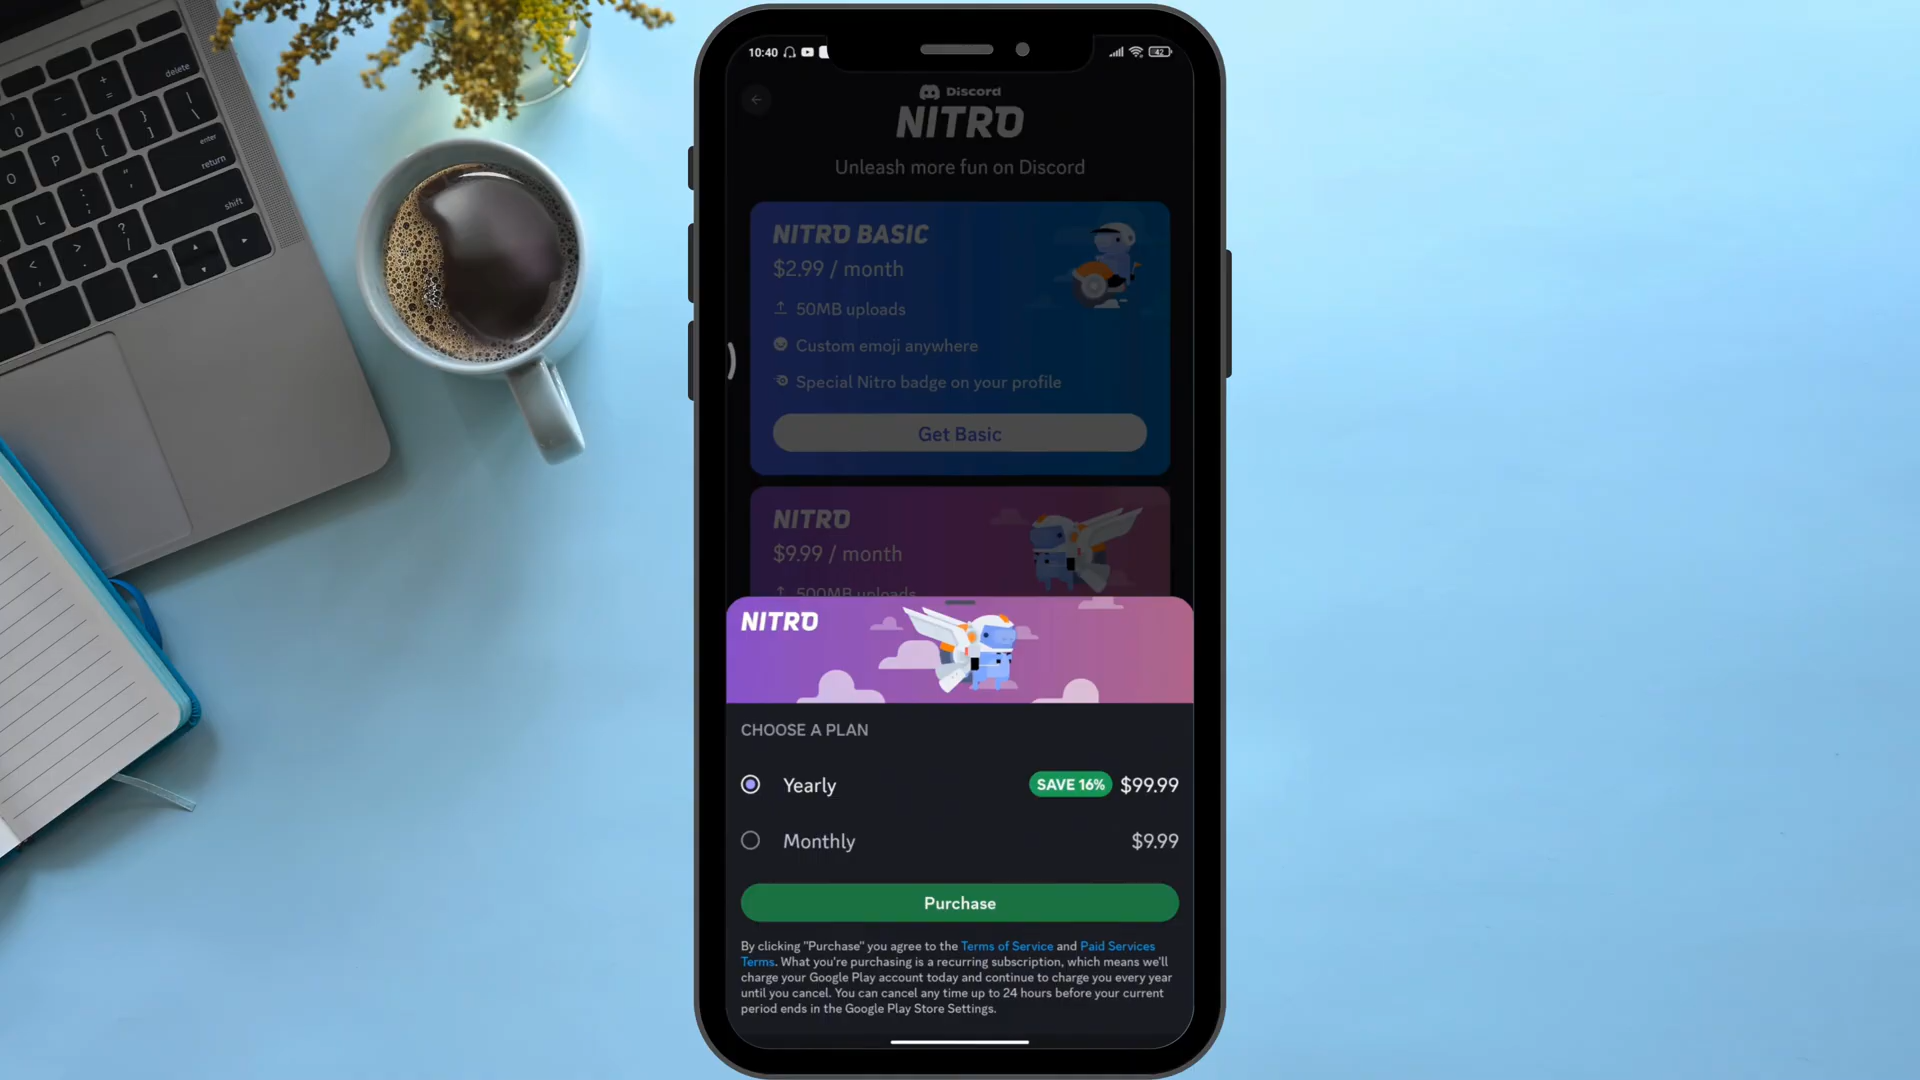 10:40
42
Discord
NITRO
Unleash more fun on Discord
NITRO BASIC
$2.99 / month
50MB uploads
Custom emoji anywhere
Special Nitro badge on your profile
Get Basic
NITRO
$9.99 / month
500MB uploads
NITRO
CHOOSE A PLAN
Yearly SAVE 16% $99.99
Monthly $9.99
Purchase
By clicking "Purchase" you agree to the Terms of Service and Paid Services
Terms. What you're purchasing is a recurring subscription, which means we'll
charge your Google Play account today and continue to charge you every year
until you cancel. You can cancel any time up to 24 hours before your current
period ends in the Google Play Store Settings.
delete
enter
return
shift
P
O
L